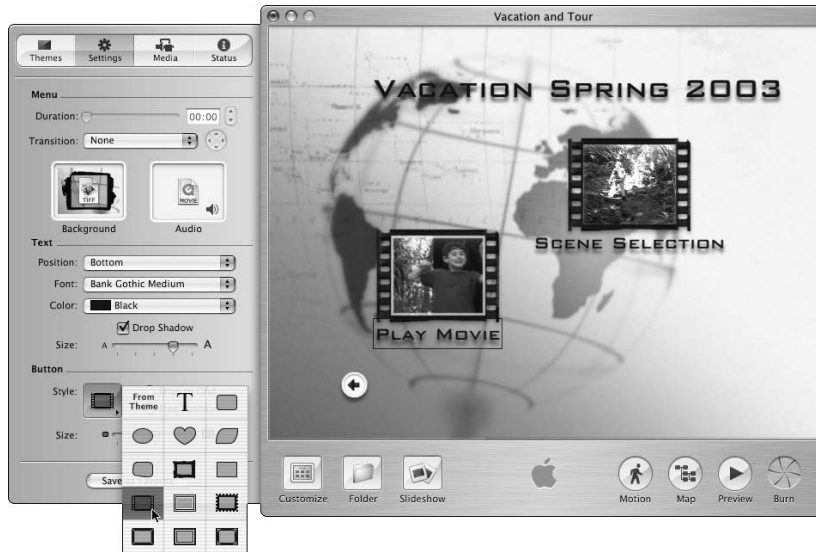 Vacation and Tour
Themes
Settings
Media
Status
Menu
Duration:
00:00
Transition:
None
TIFF
MOVIE
Background
Audio
Text
Position:
Bottom
Font:
Bank Gothic Medium
Color:
Black
Drop Shadow
Size:
A
A
Button
Style:
From
Theme
T
Size:
Save
VACATION SPRING 2003
SCENE SELECTION
PLAY MOVIE
Customize
Folder
Slideshow
Motion
Map
Preview
Burn